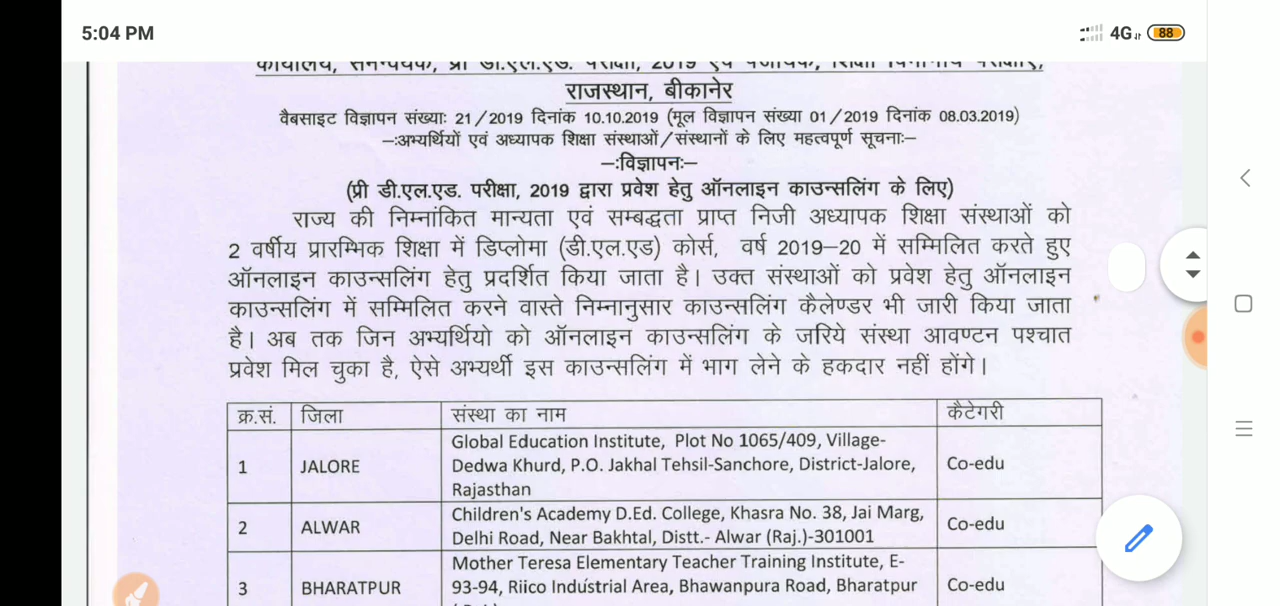 5:04 PM
4G
88
राजस्थान, बीकानेर
वैबसाइट विज्ञापन संख्याः 21/2019 दिनांक 10.10.2019 (मूल विज्ञापन संख्या 01/2019 दिनांक 08.03.2019)
–:अभ्यर्थियों एवं अध्यापक शिक्षा संस्थाओं/संस्थानों के लिए महत्वपूर्ण सूचनाः–
–:विज्ञापनः–
(प्री डी.एल.एड. परीक्षा, 2019 द्वारा प्रवेश हेतु ऑनलाइन काउन्सलिंग के लिए)
राज्य की निम्नांकित मान्यता एवं सम्बद्धता प्राप्त निजी अध्यापक शिक्षा संस्थाओं को
2 वर्षीय प्रारम्भिक शिक्षा में डिप्लोमा (डी.एल.एड) कोर्स, वर्ष 2019–20 में सम्मिलित करते हुए
ऑनलाइन काउन्सलिंग हेतु प्रदर्शित किया जाता है। उक्त संस्थाओं को प्रवेश हेतु ऑनलाइन
काउन्सलिंग में सम्मिलित करने वास्ते निम्नानुसार काउन्सलिंग कैलेण्डर भी जारी किया जाता
है। अब तक जिन अभ्यर्थियो को ऑनलाइन काउन्सलिंग के जरिये संस्था आवण्टन पश्चात
प्रवेश मिल चुका है, ऐसे अभ्यर्थी इस काउन्सलिंग में भाग लेने के हकदार नहीं होंगे।
क्र.सं. जिला संस्था का नाम कैटेगरी
Global Education Institute, Plot No 1065/409, Village-
1 JALORE Dedwa Khurd, P.O. Jakhal Tehsil-Sanchore, District-Jalore, Co-edu
Rajasthan
Children's Academy D.Ed. College, Khasra No. 38, Jai Marg,
2 ALWAR Delhi Road, Near Bakhtal, Distt.- Alwar (Raj.)-301001 Co-edu
Mother Teresa Elementary Teacher Training Institute, E-
3 BHARATPUR 93-94, Riico Industrial Area, Bhawanpura Road, Bharatpur Co-edu